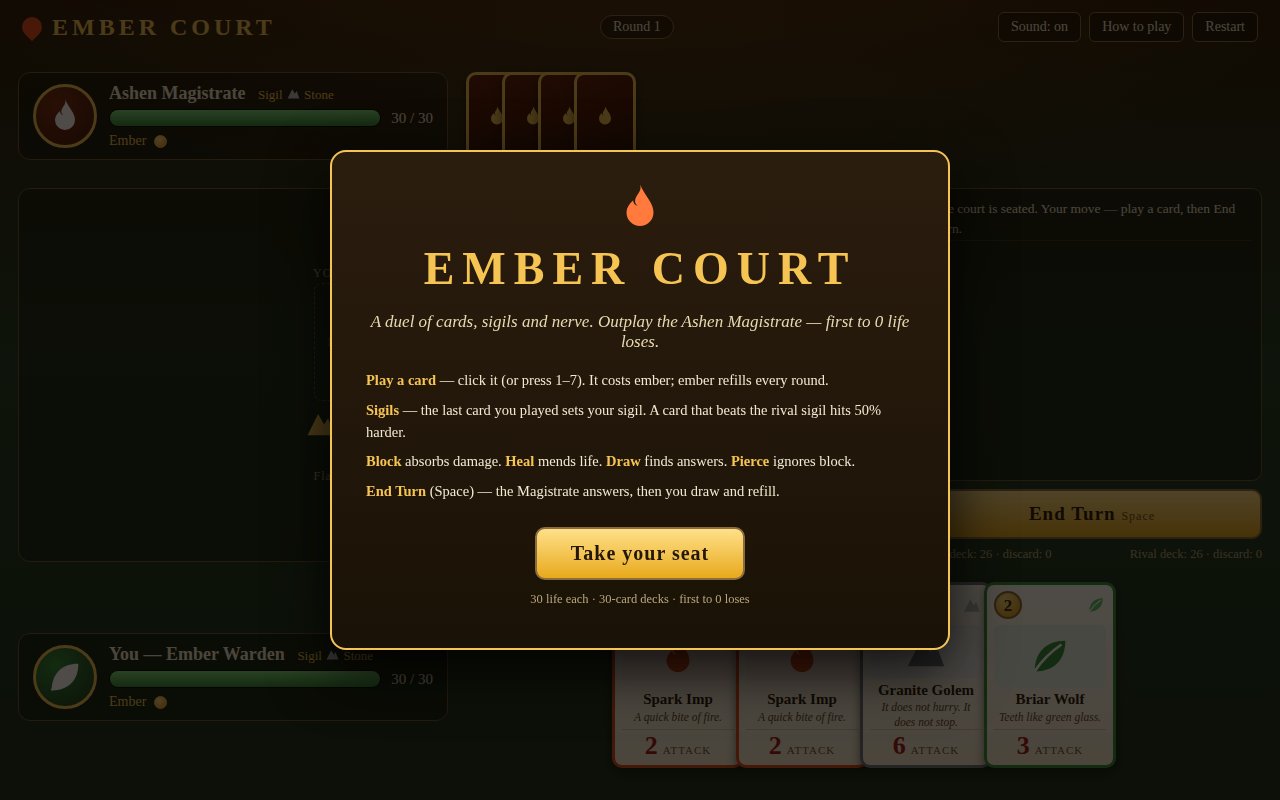 EMBER COURT
Round 1
Sound: on
How to play
Restart
Ashen Magistrate Sigil Stone
30 / 30
Ember
court is seated. Your move — play a card, then End
EMBER COURT
A duel of cards, sigils and nerve. Outplay the Ashen Magistrate — first to 0 life
loses.
Play a card — click it (or press 1–7). It costs ember; ember refills every round.
Sigils — the last card you played sets your sigil. A card that beats the rival sigil hits 50%
harder.
Block absorbs damage. Heal mends life. Draw finds answers. Pierce ignores block.
End Turn (Space) — the Magistrate answers, then you draw and refill.
Take your seat
30 life each · 30-card decks · first to 0 loses
End Turn Space
deck: 26 · discard: 0
Rival deck: 26 · discard: 0
You — Ember Warden Sigil Stone
30 / 30
Ember
Spark Imp
A quick bite of fire.
2 ATTACK
Spark Imp
A quick bite of fire.
2 ATTACK
Granite Golem
It does not hurry. It
does not stop.
6 ATTACK
2
Briar Wolf
Teeth like green glass.
3 ATTACK